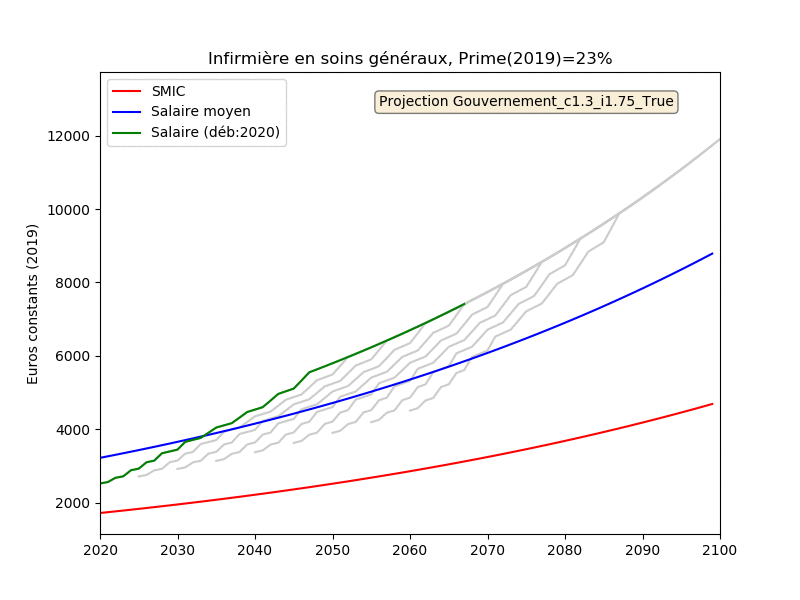 Infirmière en soins généraux, Prime(2019)=23%
SMIC
Salaire moyen
Salaire (déb:2020)
Projection Gouvernement_c1.3_i1.75_True
Euros constants (2019)
12000
10000
8000
6000
4000
2000
2020 2030 2040 2050 2060 2070 2080 2090 2100